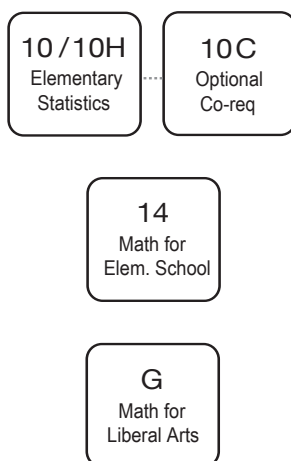 10/10H
Elementary
Statistics
10C
Optional
Co-req
14
Math for
Elem. School
G
Math for
Liberal Arts